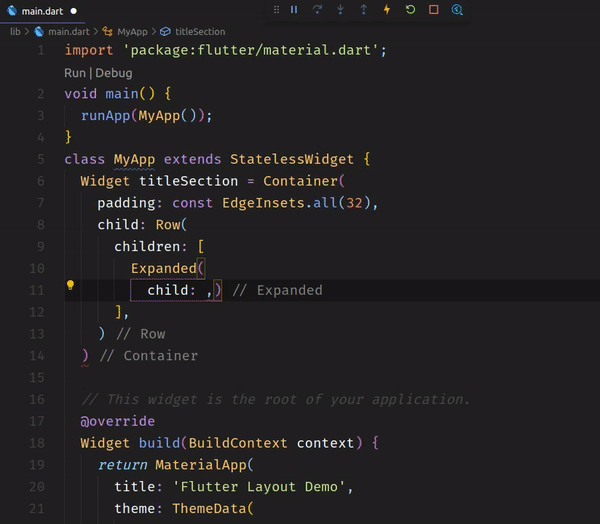 main.dart
lib > main.dart > MyApp > titleSection
1 import 'package:flutter/material.dart';
Run | Debug
2 void main() {
3 runApp(MyApp());
4 }
5 class MyApp extends StatelessWidget {
6 Widget titleSection = Container(
7 padding: const EdgeInsets.all(32),
8 child: Row(
9 children: [
10 Expanded(
11 child: ,) // Expanded
12 ],
13 ) // Row
14 ) // Container
15
16 // This widget is the root of your application.
17 @override
18 Widget build(BuildContext context) {
19 return MaterialApp(
20 title: 'Flutter Layout Demo',
21 theme: ThemeData(